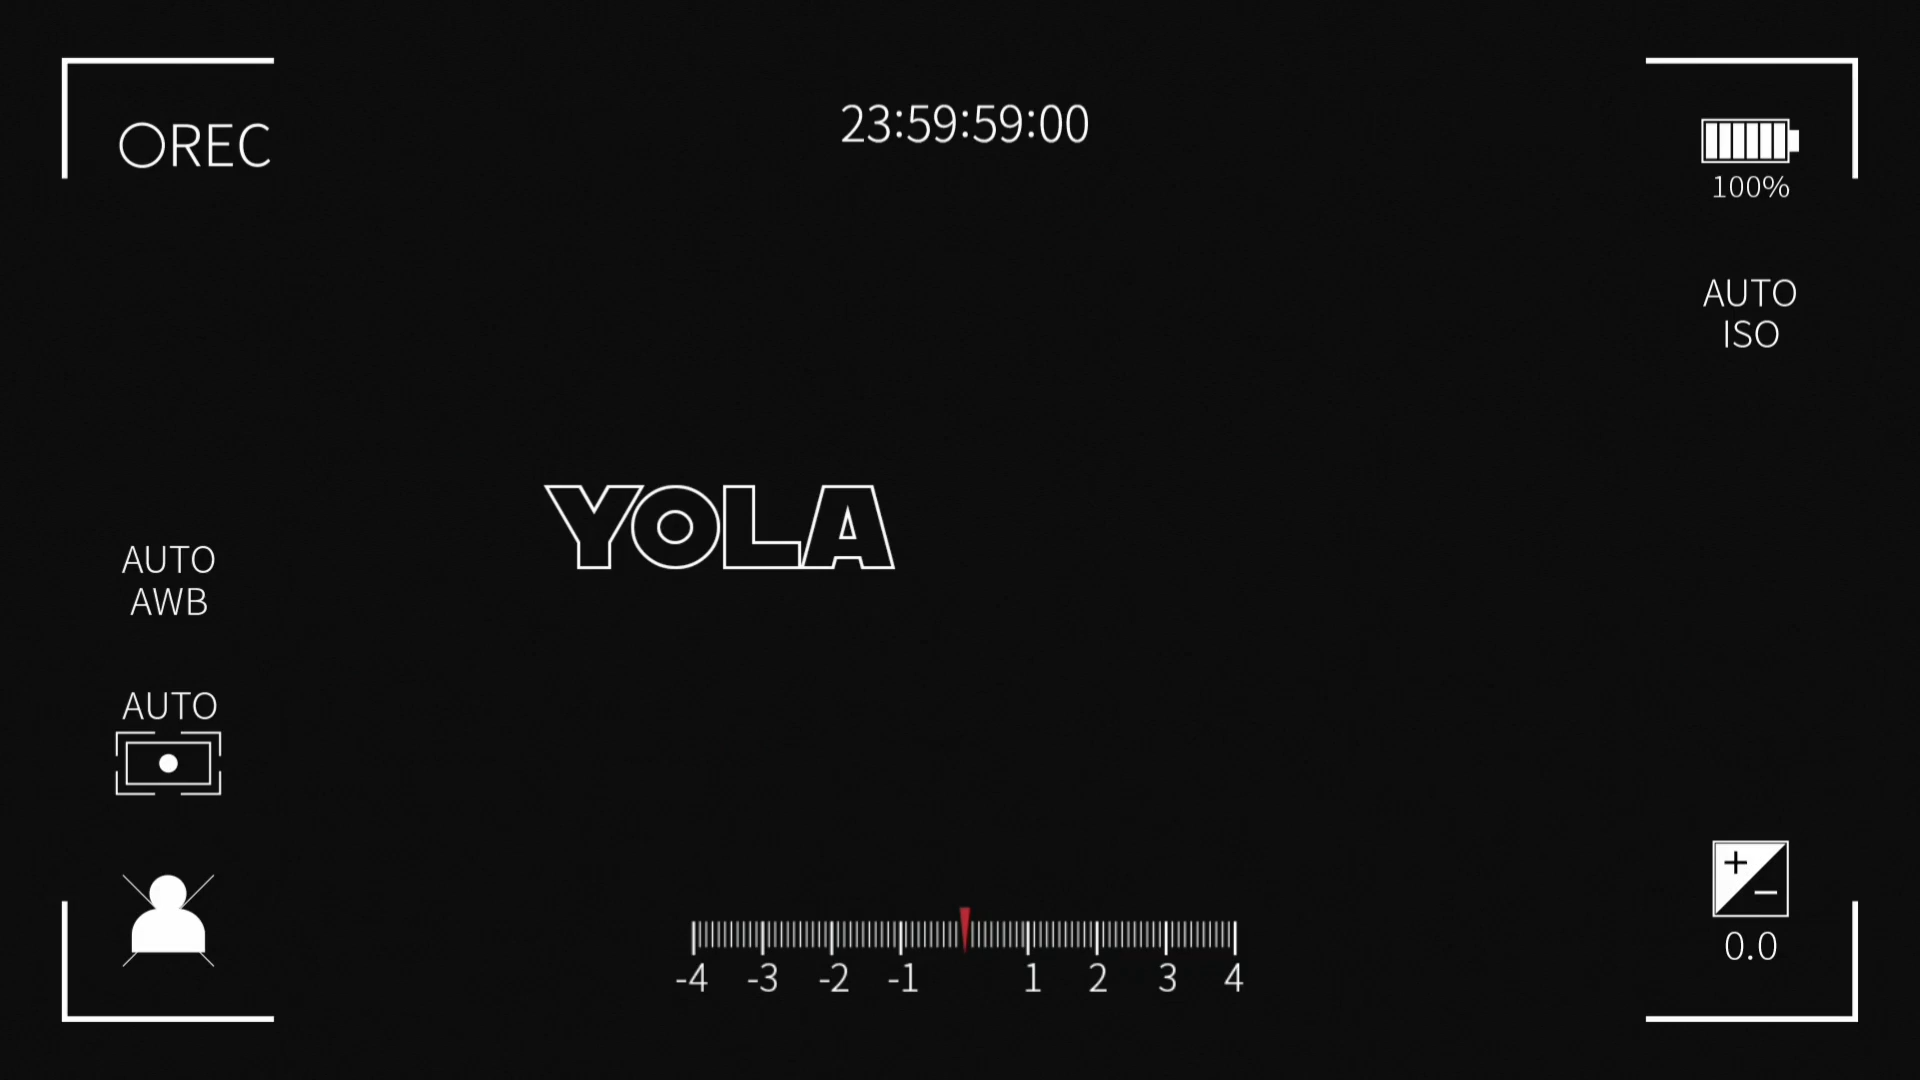 REC
23:59:59:00
100%
AUTO
ISO
YOLA
AUTO
AWB
AUTO
-4 -3 -2 -1 1 2 3 4
+
−
0.0